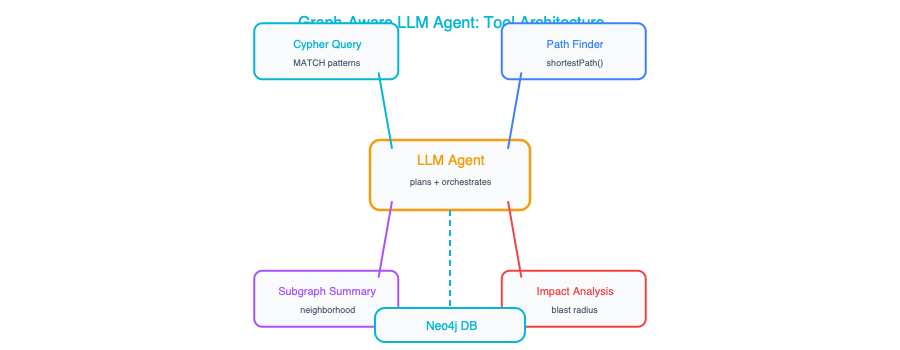 Graph-Aware LLM Agent: Tool Architecture
Cypher Query
MATCH patterns
Path Finder
shortestPath()
LLM Agent
plans + orchestrates
Subgraph Summary
neighborhood
Impact Analysis
blast radius
Neo4j DB